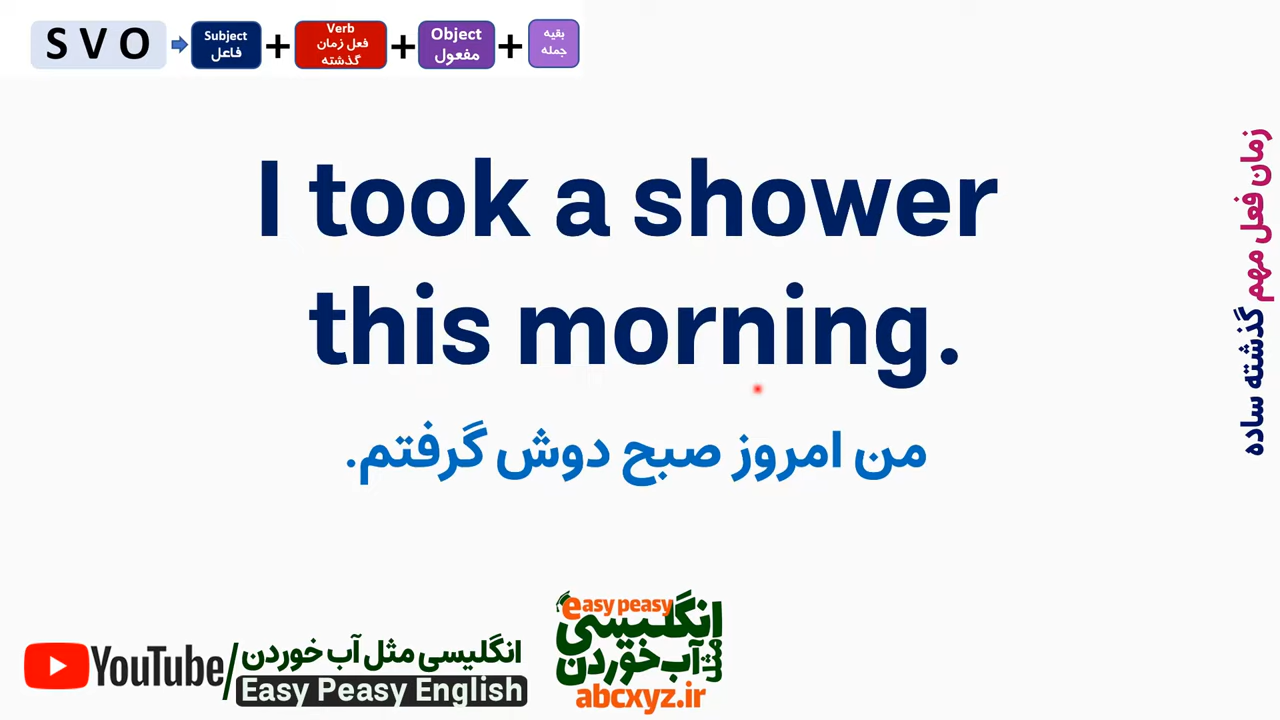 S V O
Subject
فاعل
+
Verb
فعل زمان
گذشته
+
Object
مفعول
+
بقیه
جمله
I took a shower
this morning.
من امروز صبح دوش گرفتم.
زمان فعل مهم گذشته ساده
YouTube/
انگلیسی مثل آب خوردن
Easy Peasy English
easy peasy
انگلیسی
مثل
آب خوردن
abcxyz.ir